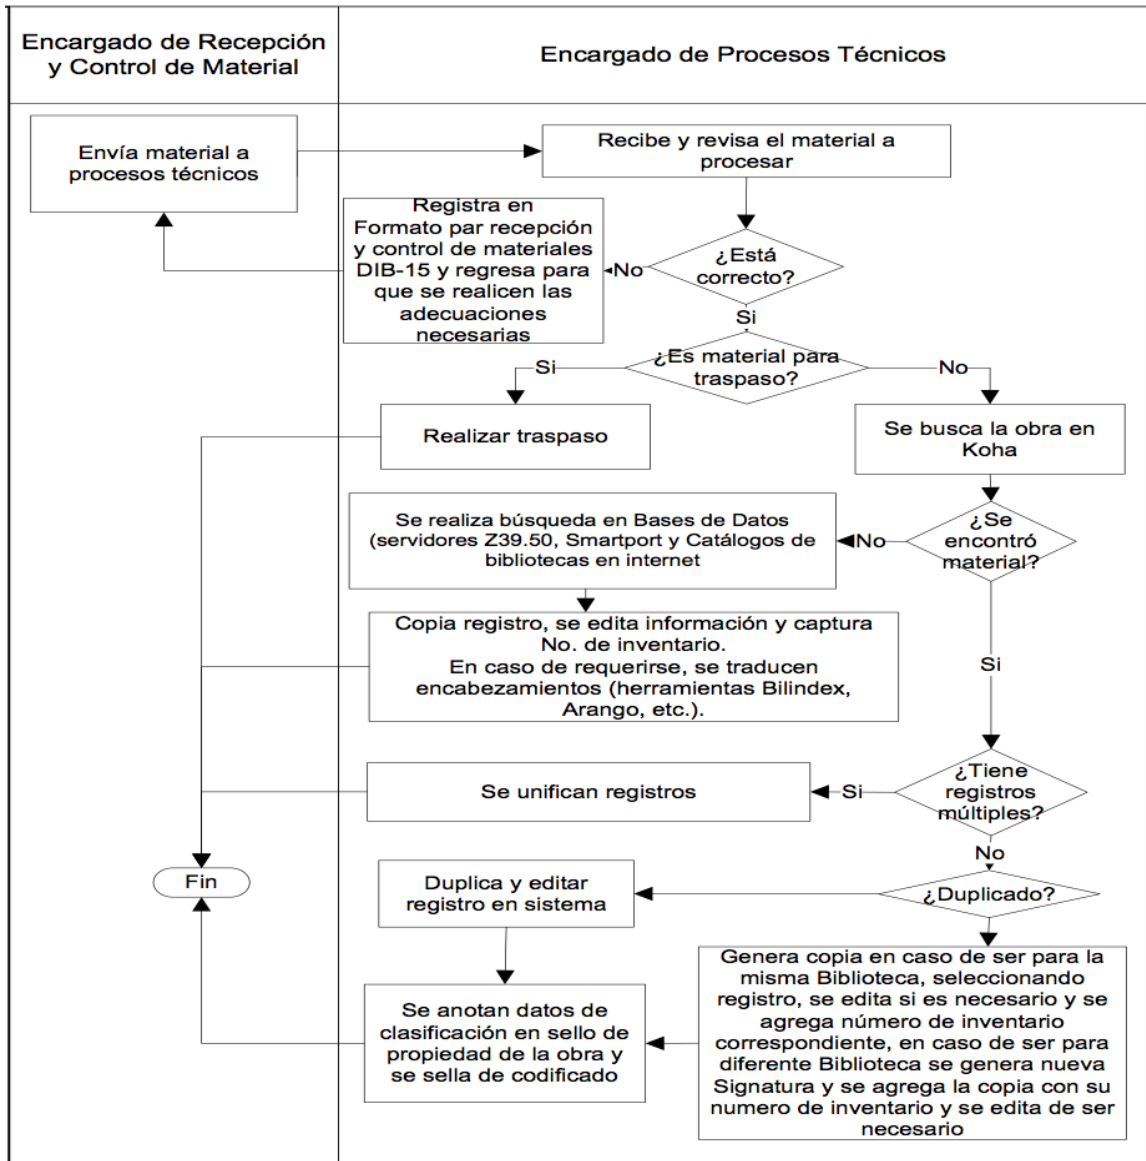 Encargado de Recepción
y Control de Material
Encargado de Procesos Técnicos
Envía material a
procesos técnicos
Recibe y revisa el material a
procesar
Registra en
Formato par recepción
y control de materiales
DIB-15 y regresa para
que se realicen las
adecuaciones
necesarias
No
¿Está
correcto?
Si
¿Es material para
traspaso?
Si
No
Realizar traspaso
Se busca la obra en
Koha
Se realiza búsqueda en Bases de Datos
(servidores Z39.50, Smartport y Catálogos de
bibliotecas en internet
No
¿Se
encontró
material?
Copia registro, se edita información y captura
No. de inventario.
En caso de requerirse, se traducen
encabezamientos (herramientas Bilindex,
Arango, etc.).
Si
Se unifican registros
Si
¿Tiene
registros
múltiples?
No
Fin
Duplica y editar
registro en sistema
¿Duplicado?
Se anotan datos de
clasificación en sello de
propiedad de la obra y
se sella de codificado
Genera copia en caso de ser para la
misma Biblioteca, seleccionando
registro, se edita si es necesario y se
agrega número de inventario
correspondiente, en caso de ser para
diferente Biblioteca se genera nueva
Signatura y se agrega la copia con su
numero de inventario y se edita de ser
necesario